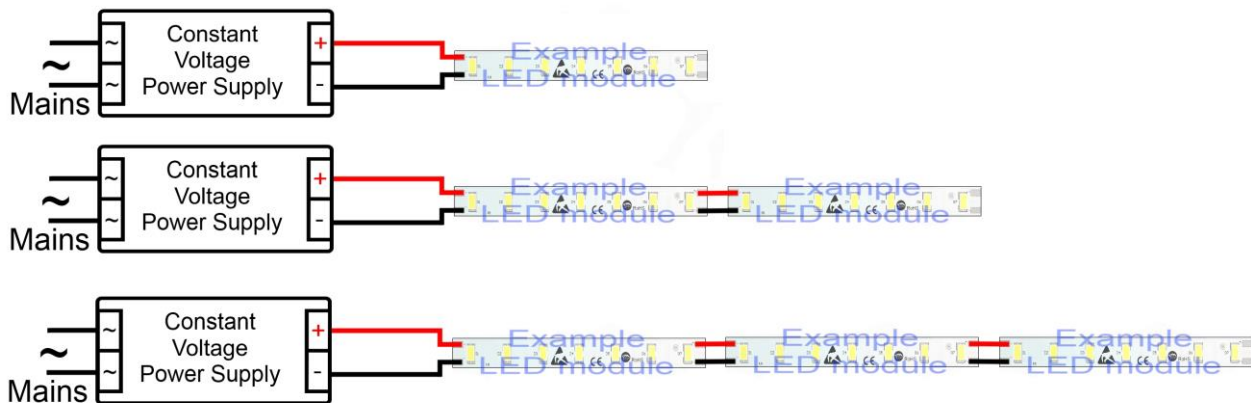 Constant
Voltage
Power Supply
~
~
+
-
~
Mains
Example
LED module
Constant
Voltage
Power Supply
~
~
+
-
~
Mains
Example
LED module
Example
LED module
Constant
Voltage
Power Supply
~
~
+
-
~
Mains
Example
LED module
Example
LED module
Example
LED module